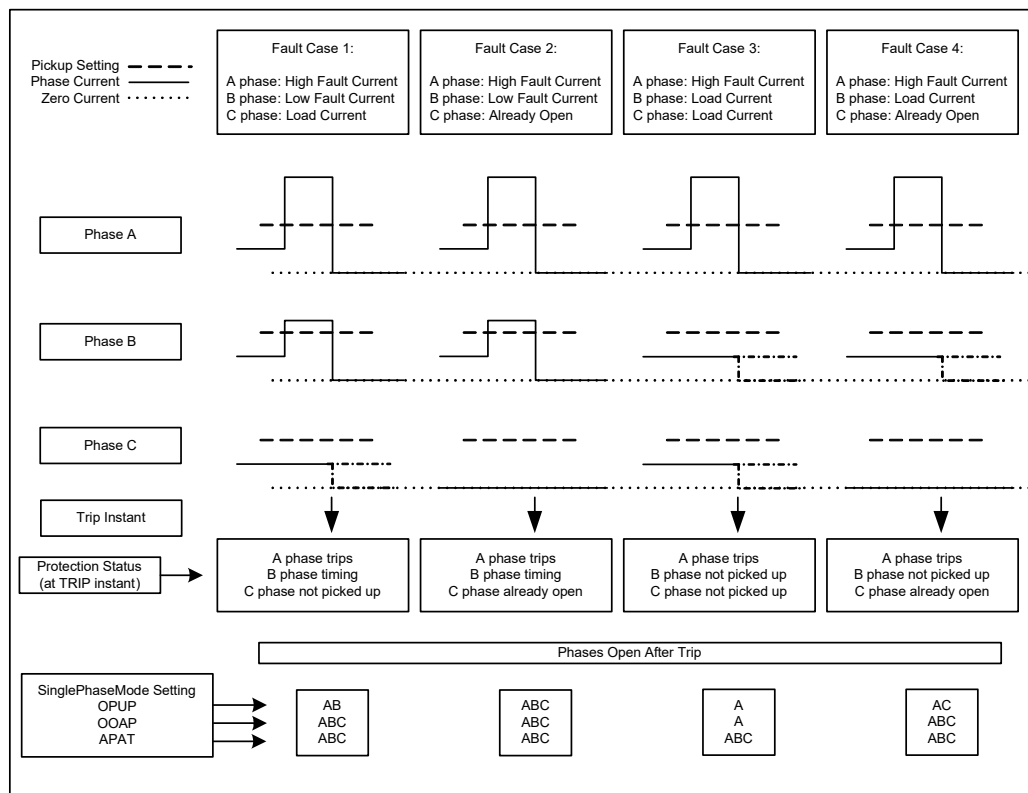 Pickup Setting
Phase Current
Zero Current
Fault Case 1:
A phase: High Fault Current
B phase: Low Fault Current
C phase: Load Current
Fault Case 2:
A phase: High Fault Current
B phase: Low Fault Current
C phase: Already Open
Fault Case 3:
A phase: High Fault Current
B phase: Load Current
C phase: Load Current
Fault Case 4:
A phase: High Fault Current
B phase: Load Current
C phase: Already Open
Phase A
Phase B
Phase C
Trip Instant
Protection Status
(at TRIP instant)
A phase trips
B phase timing
C phase not picked up
A phase trips
B phase timing
C phase already open
A phase trips
B phase not picked up
C phase not picked up
A phase trips
B phase not picked up
C phase already open
Phases Open After Trip
SinglePhaseMode Setting
OPUP
OOAP
APAT
AB
ABC
ABC
ABC
ABC
ABC
A
A
ABC
AC
ABC
ABC